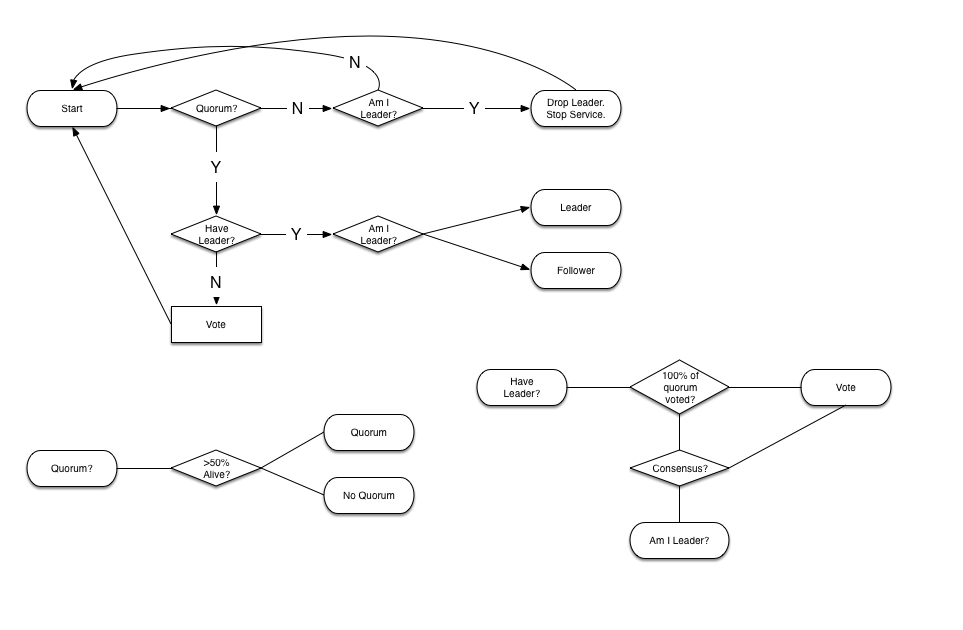 N
Start
Quorum?
N
Am I
Leader?
Y
Drop Leader.
Stop Service.
Y
Have
Leader?
Y
Am I
Leader?
Leader
Follower
N
Vote
Have
Leader?
100% of
quorum
voted?
Vote
Consensus?
Am I Leader?
Quorum?
>50%
Alive?
Quorum
No Quorum